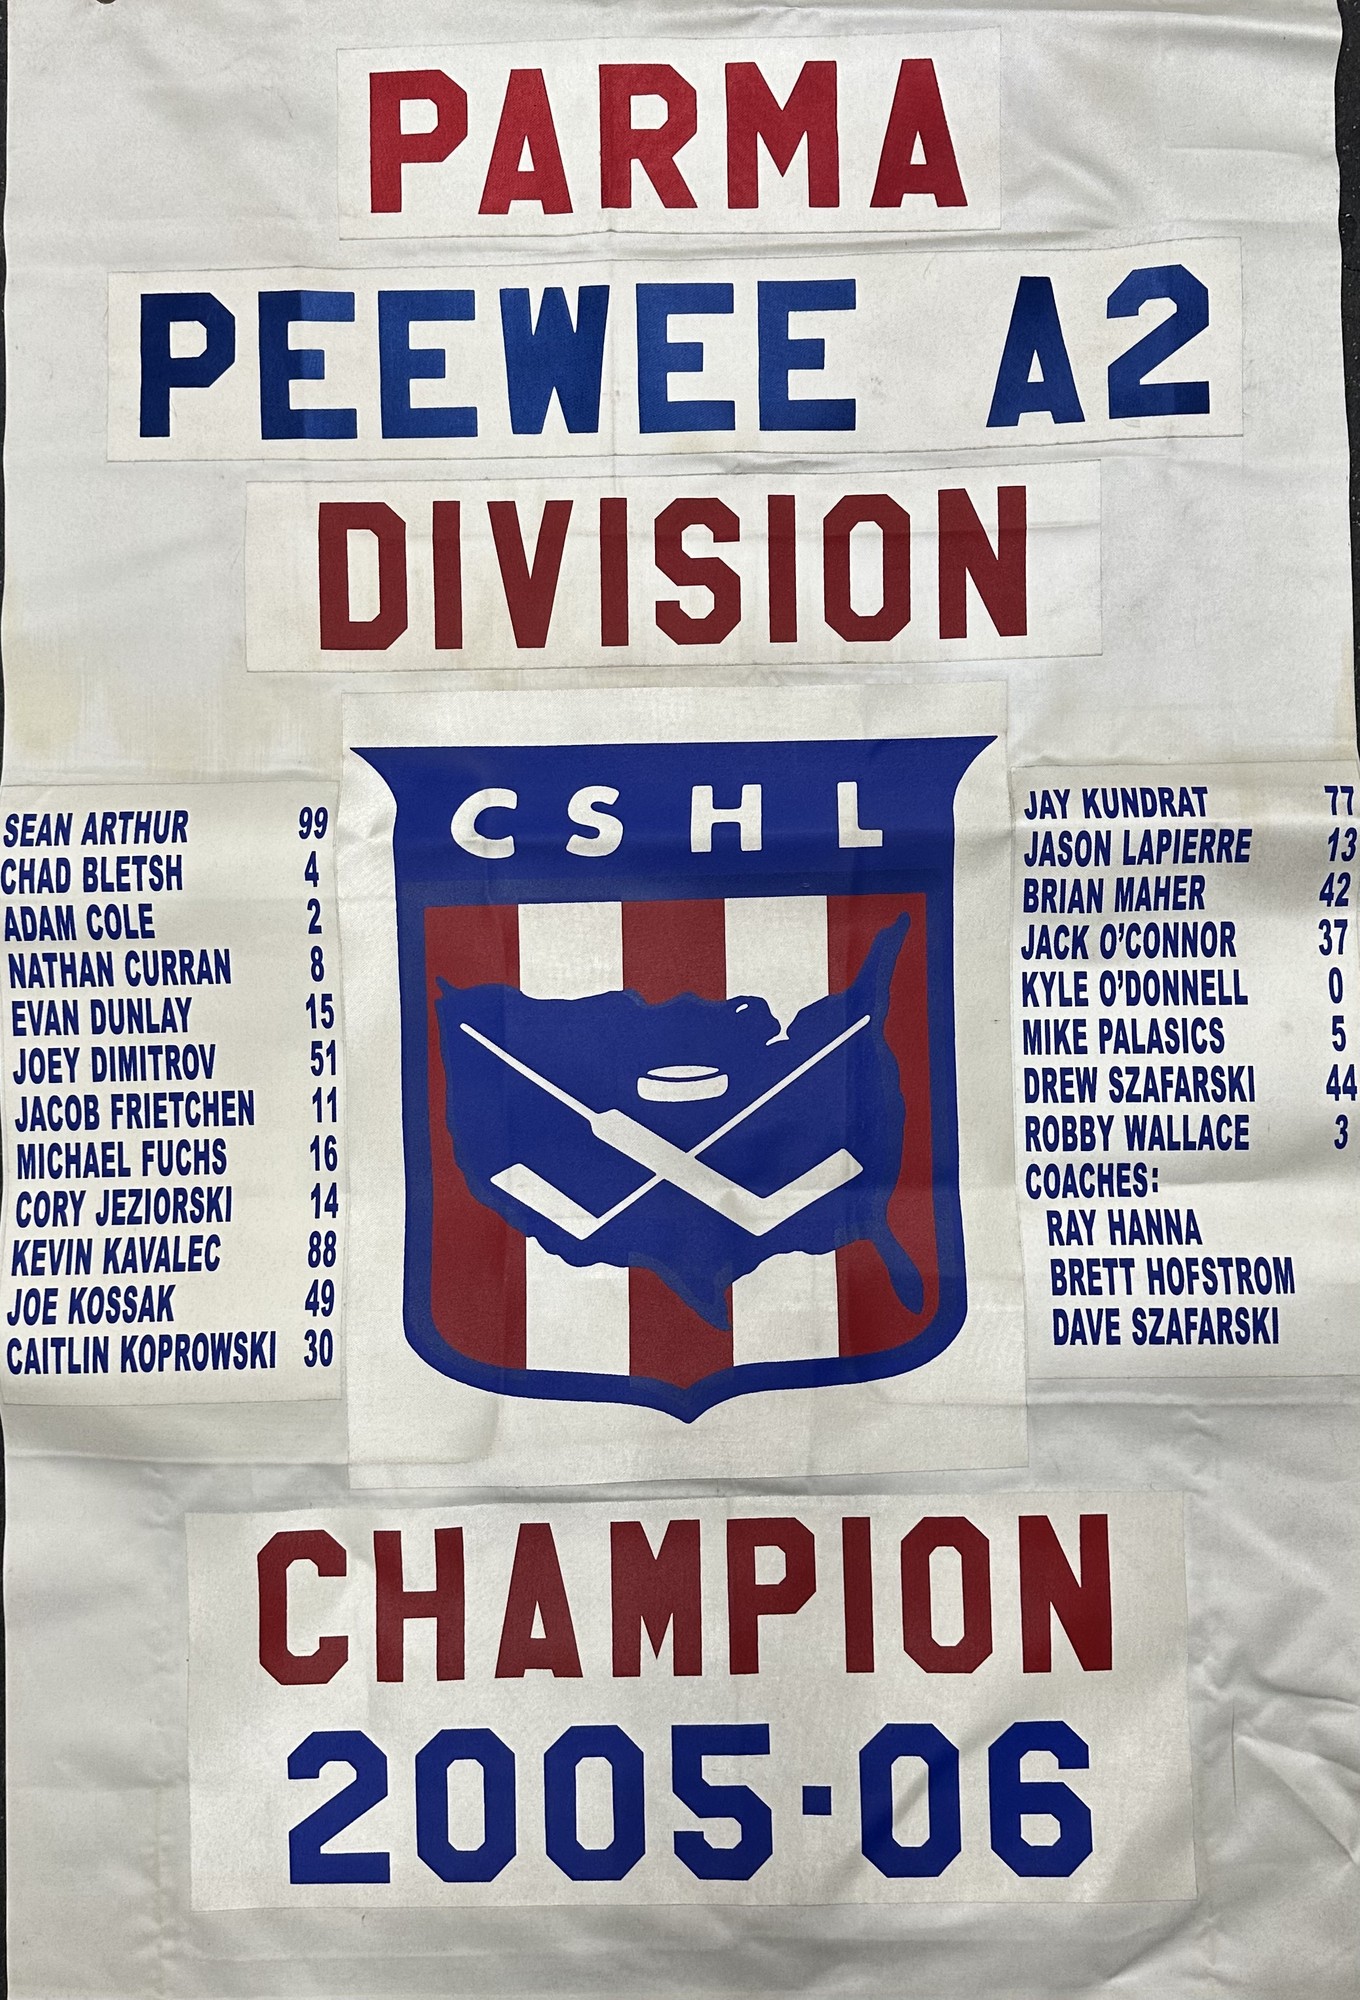 PARMA
PEEWEE A2
DIVISION
CSHL
SEAN ARTHUR 99
CHAD BLETSH 4
ADAM COLE 2
NATHAN CURRAN 8
EVAN DUNLAY 15
JOEY DIMITROV 51
JACOB FRIETCHEN 11
MICHAEL FUCHS 16
CORY JEZIORSKI 14
KEVIN KAVALEC 88
JOE KOSSAK 49
CAITLIN KOPROWSKI 30
JAY KUNDRAT 77
JASON LAPIERRE 13
BRIAN MAHER 42
JACK O'CONNOR 37
KYLE O'DONNELL 0
MIKE PALASICS 5
DREW SZAFARSKI 44
ROBBY WALLACE 3
COACHES:
RAY HANNA
BRETT HOFSTROM
DAVE SZAFARSKI
CHAMPION
2005-06